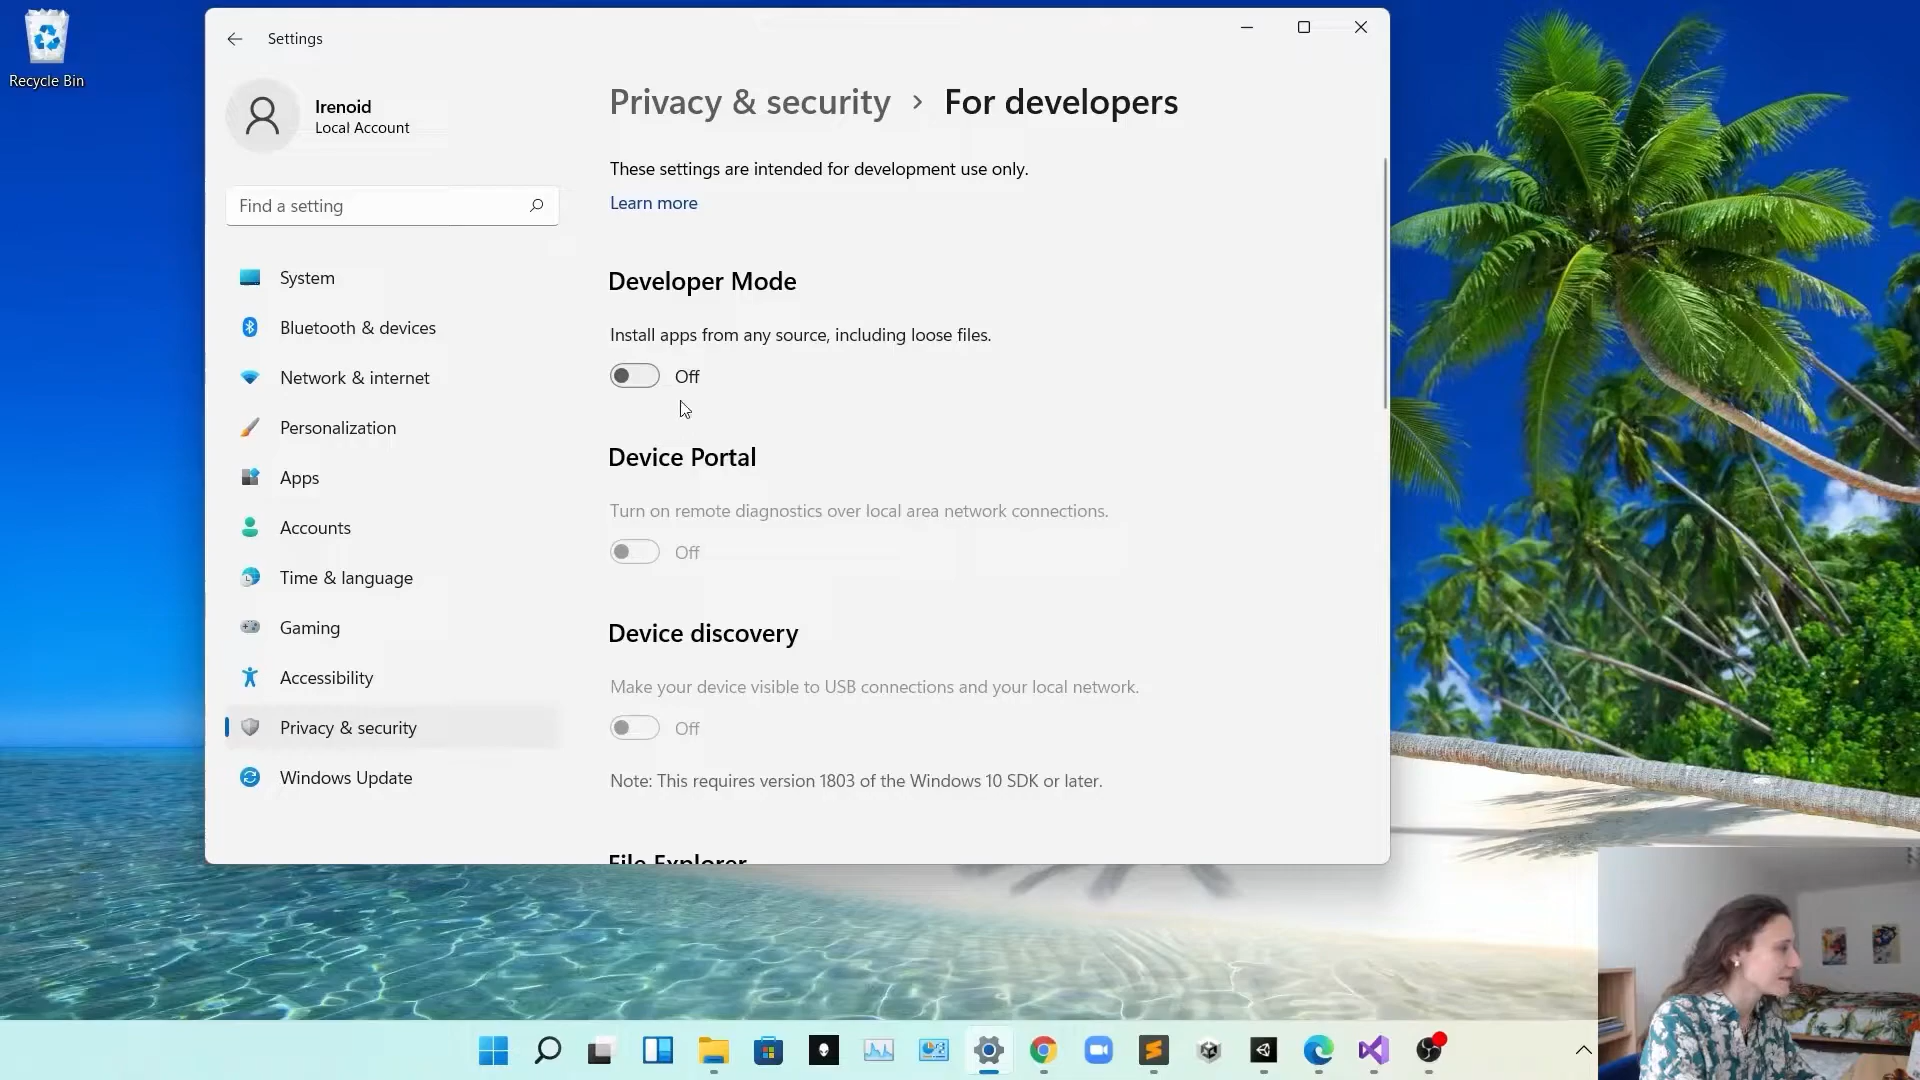 Recycle Bin
Settings
Irenoid
Local Account
Find a setting
System
Bluetooth & devices
Network & internet
Personalization
Apps
Accounts
Time & language
Gaming
Accessibility
Privacy & security
Windows Update
Privacy & security > For developers
These settings are intended for development use only.
Learn more
Developer Mode
Install apps from any source, including loose files.
Off
Device Portal
Turn on remote diagnostics over local area network connections.
Off
Device discovery
Make your device visible to USB connections and your local network.
Off
Note: This requires version 1803 of the Windows 10 SDK or later.
File Explorer